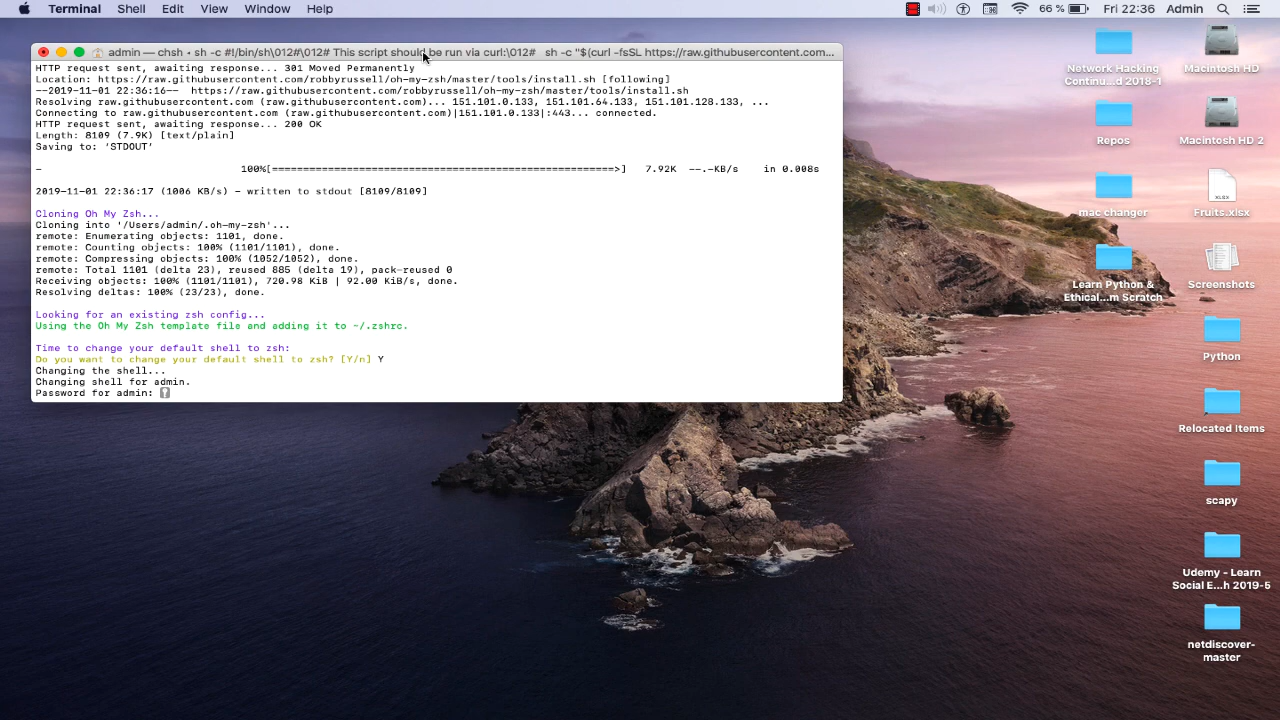 Terminal Shell Edit View Window Help 66 % Fri 22:36 Admin
admin — chsh • sh -c #!/bin/sh\012#\012# This script should be run via curl:\012# sh -c "$(curl -fsSL https://raw.githubusercontent.com...
HTTP request sent, awaiting response... 301 Moved Permanently
Location: https://raw.githubusercontent.com/robbyrussell/oh-my-zsh/master/tools/install.sh [following]
--2019-11-01 22:36:16-- https://raw.githubusercontent.com/robbyrussell/oh-my-zsh/master/tools/install.sh
Resolving raw.githubusercontent.com (raw.githubusercontent.com)... 151.101.0.133, 151.101.64.133, 151.101.128.133, ...
Connecting to raw.githubusercontent.com (raw.githubusercontent.com)|151.101.0.133|:443... connected.
HTTP request sent, awaiting response... 200 OK
Length: 8109 (7.9K) [text/plain]
Saving to: ‘STDOUT’
- 100%[===================================================>] 7.92K --.-KB/s in 0.008s
2019-11-01 22:36:17 (1006 KB/s) - written to stdout [8109/8109]
Cloning Oh My Zsh...
Cloning into '/Users/admin/.oh-my-zsh'...
remote: Enumerating objects: 1101, done.
remote: Counting objects: 100% (1101/1101), done.
remote: Compressing objects: 100% (1052/1052), done.
remote: Total 1101 (delta 23), reused 885 (delta 19), pack-reused 0
Receiving objects: 100% (1101/1101), 720.98 KiB | 92.00 KiB/s, done.
Resolving deltas: 100% (23/23), done.
Looking for an existing zsh config...
Using the Oh My Zsh template file and adding it to ~/.zshrc.
Time to change your default shell to zsh:
Do you want to change your default shell to zsh? [Y/n] Y
Changing the shell...
Changing shell for admin.
Password for admin:
Network Hacking
Continu...d 2018-1
Macintosh HD
Repos
Macintosh HD 2
mac changer
Fruits.xlsx
XLSX
Learn Python &
Ethical...m Scratch
Screenshots
Python
Relocated Items
scapy
Udemy - Learn
Social E...h 2019-5
netdiscover-
master